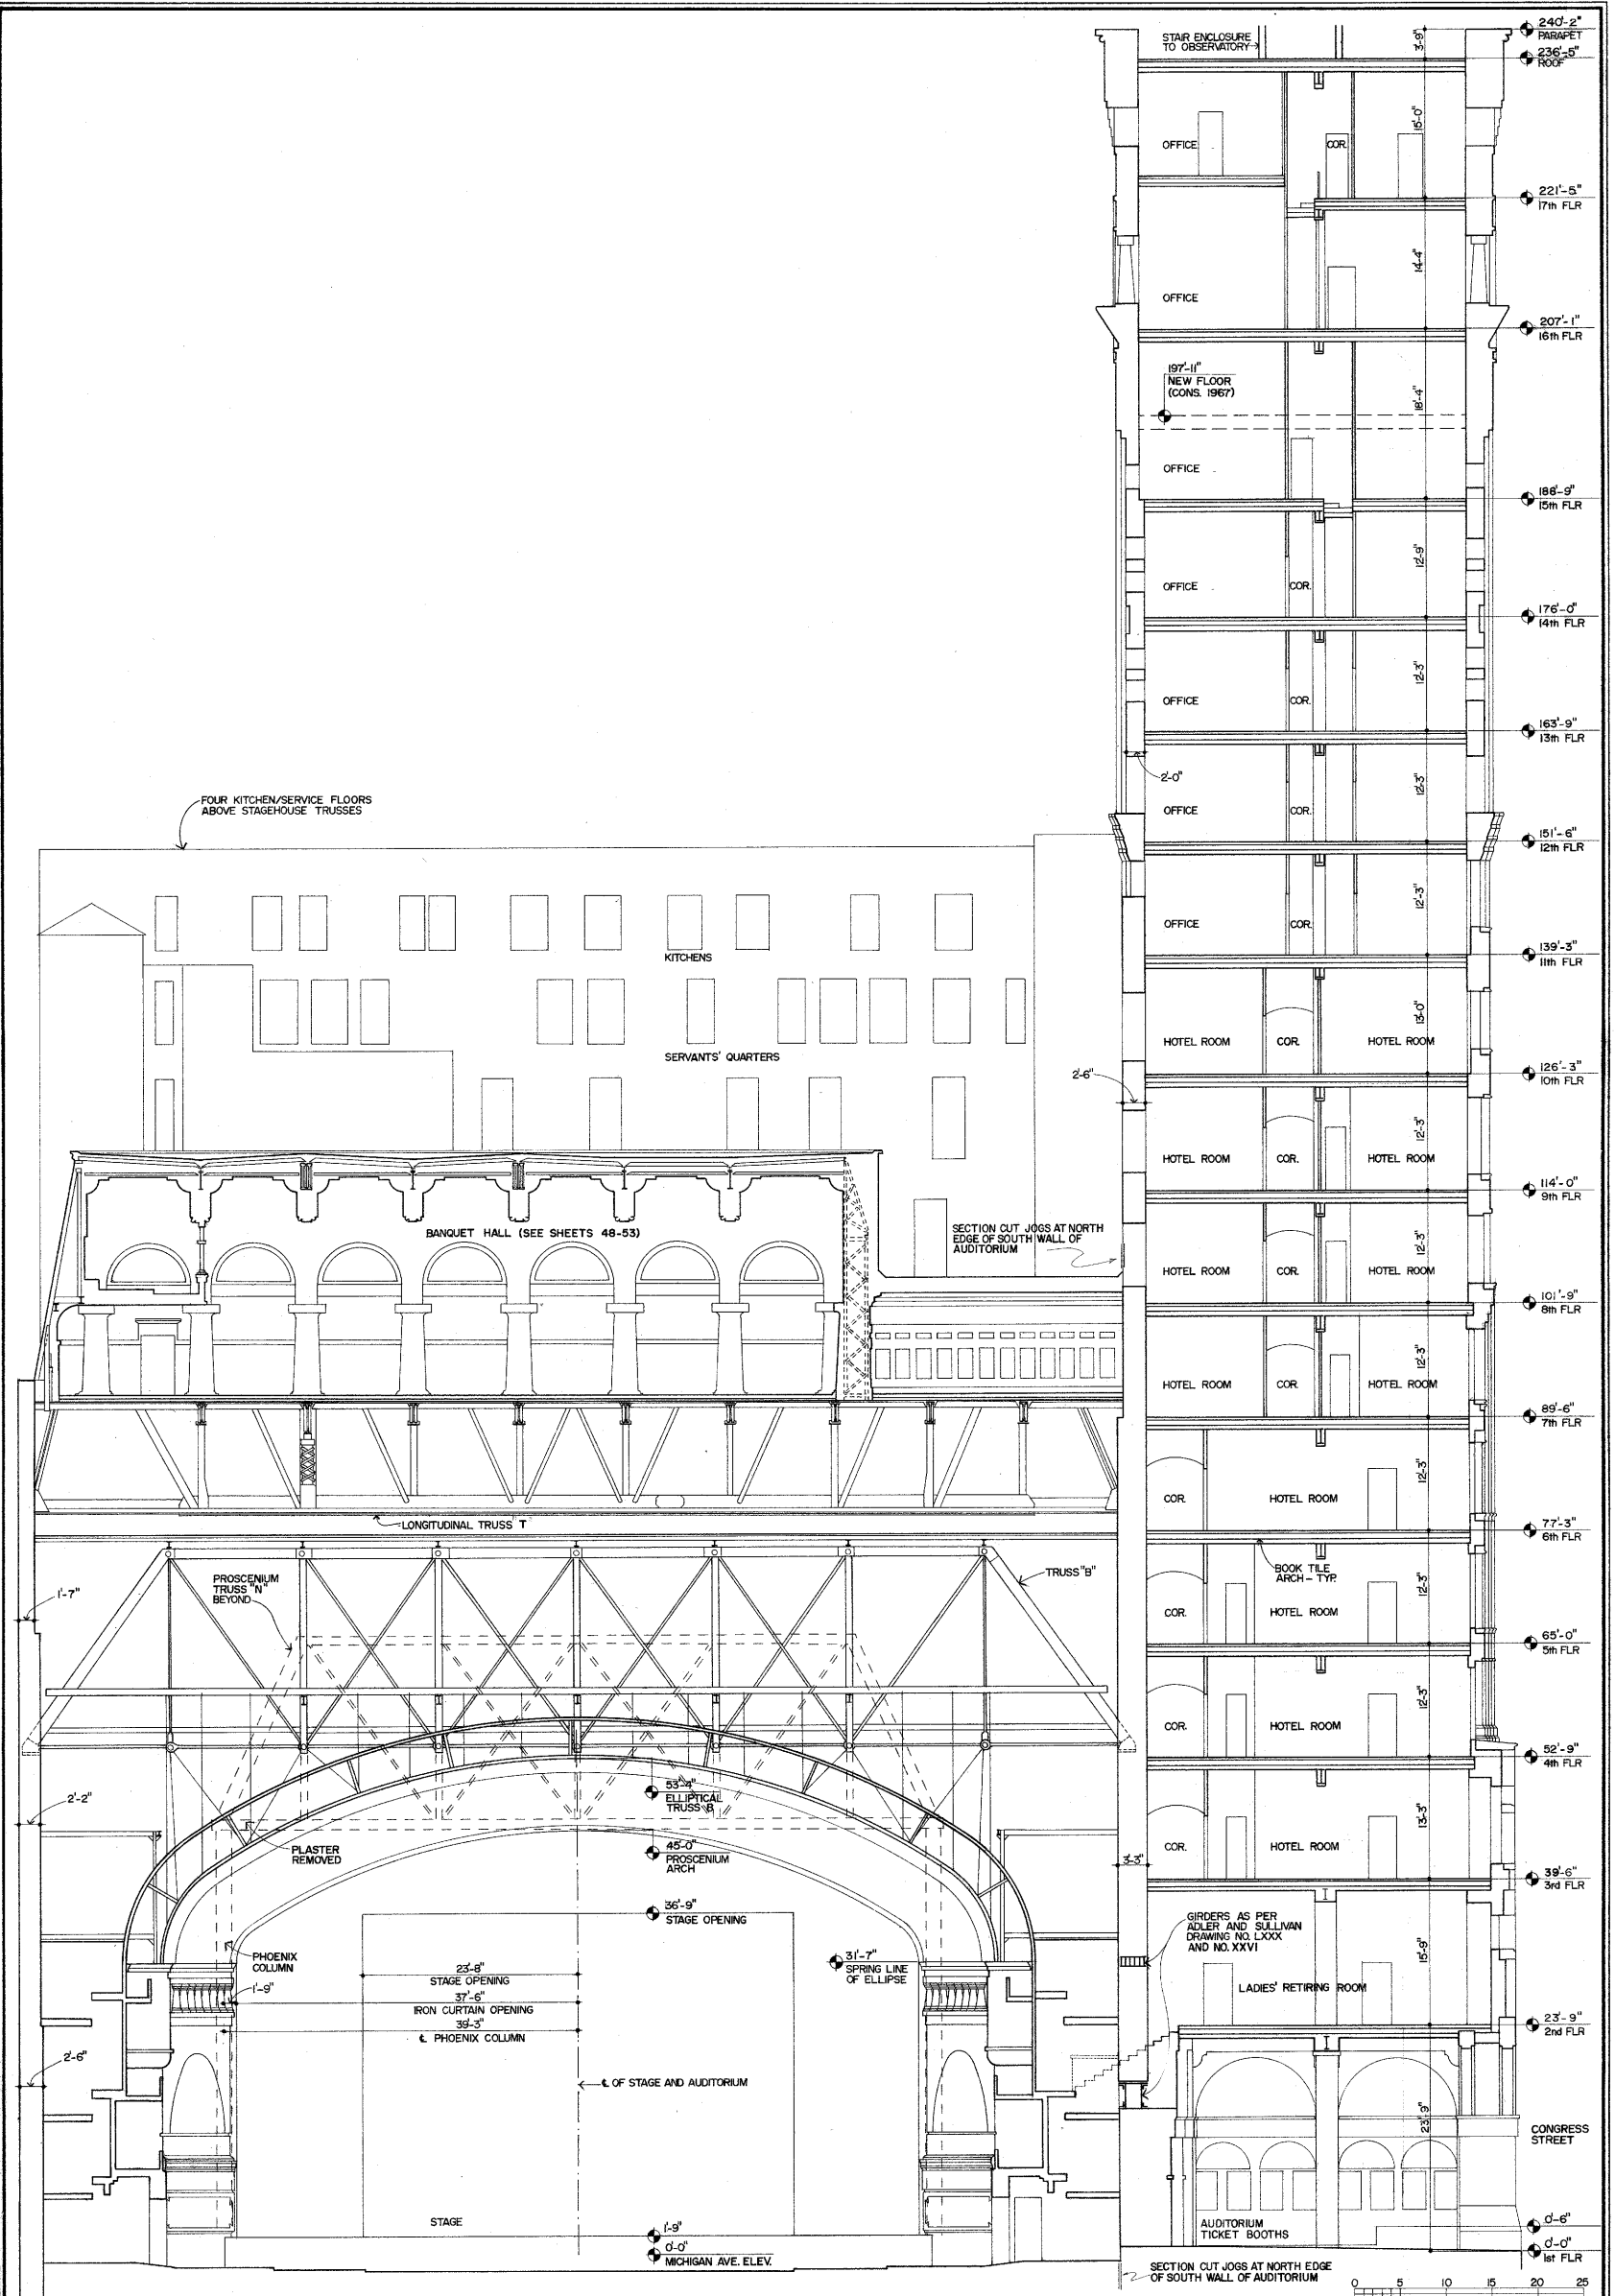 STAIR ENCLOSURE
TO OBSERVATORY
3'-9"
240'-2"
PARAPET
236'-5"
ROOF
15'-0"
OFFICE
COR.
221'-5"
17th FLR
14'-4"
OFFICE
207'-1"
16th FLR
197'-11"
NEW FLOOR
(CONS. 1967)
18'-4"
OFFICE
188'-9"
15th FLR
12'-9"
OFFICE
COR.
176'-0"
14th FLR
12'-3"
OFFICE
COR.
163'-9"
13th FLR
2'-0"
12'-3"
OFFICE
COR.
FOUR KITCHEN/SERVICE FLOORS
ABOVE STAGEHOUSE TRUSSES
151'-6"
12th FLR
12'-3"
OFFICE
COR.
139'-3"
11th FLR
KITCHENS
13'-0"
HOTEL ROOM
COR.
HOTEL ROOM
SERVANTS' QUARTERS
126'-3"
10th FLR
2'-6"
12'-3"
HOTEL ROOM
COR.
HOTEL ROOM
114'-0"
9th FLR
BANQUET HALL (SEE SHEETS 48-53)
SECTION CUT JOGS AT NORTH
EDGE OF SOUTH WALL OF
AUDITORIUM
12'-3"
HOTEL ROOM
COR.
HOTEL ROOM
101'-9"
8th FLR
12'-3"
HOTEL ROOM
COR.
HOTEL ROOM
89'-6"
7th FLR
12'-3"
COR.
HOTEL ROOM
LONGITUDINAL TRUSS T
77'-3"
6th FLR
BOOK TILE
ARCH - TYP.
TRUSS "B"
PROSCENIUM
TRUSS "N"
BEYOND
1'-7"
12'-3"
COR.
HOTEL ROOM
65'-0"
5th FLR
12'-3"
COR.
HOTEL ROOM
52'-9"
4th FLR
53'-4"
ELLIPTICAL
TRUSS B
2'-2"
13'-3"
COR.
HOTEL ROOM
PLASTER
REMOVED
45'-0"
PROSCENIUM
ARCH
3'-3"
39'-6"
3rd FLR
36'-9"
STAGE OPENING
GIRDERS AS PER
ADLER AND SULLIVAN
DRAWING NO. LXXX
AND NO. XXVI
15'-9"
PHOENIX
COLUMN
31'-7"
SPRING LINE
OF ELLIPSE
23'-8"
STAGE OPENING
1'-9"
37'-6"
IRON CURTAIN OPENING
39'-3"
℄ PHOENIX COLUMN
LADIES' RETIRING ROOM
23'-9"
2nd FLR
2'-6"
℄ OF STAGE AND AUDITORIUM
23'-9"
CONGRESS
STREET
STAGE
AUDITORIUM
TICKET BOOTHS
1'-9"
0'-0"
MICHIGAN AVE. ELEV.
0'-6"
0'-0"
1st FLR
SECTION CUT JOGS AT NORTH EDGE
OF SOUTH WALL OF AUDITORIUM
0 5 10 15 20 25